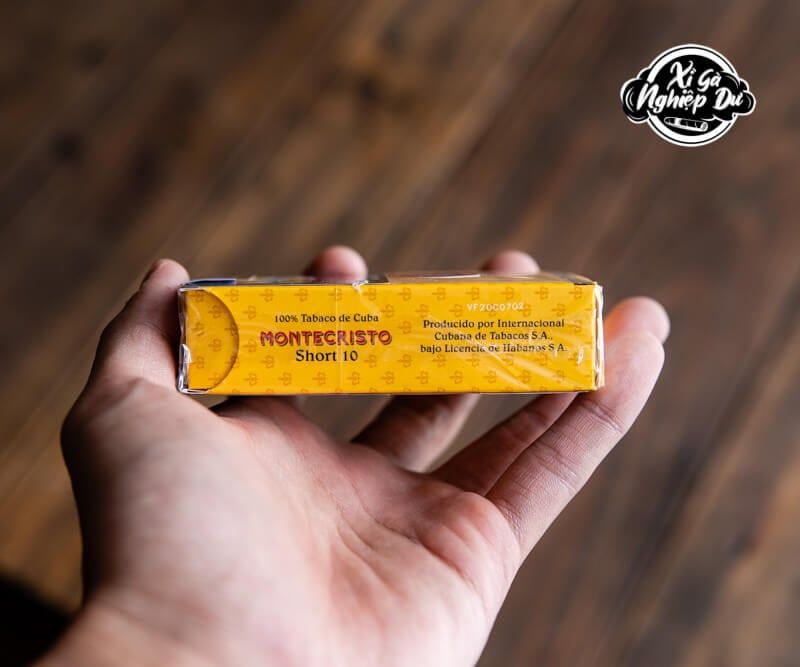 Xì Gà
Nghiệp Dư
VF20C0702
100% Tabaco de Cuba
MONTECRISTO
Short 10
Producido por Internacional
Cubana de Tabacos S.A.,
bajo Licencia de Habanos S.A.